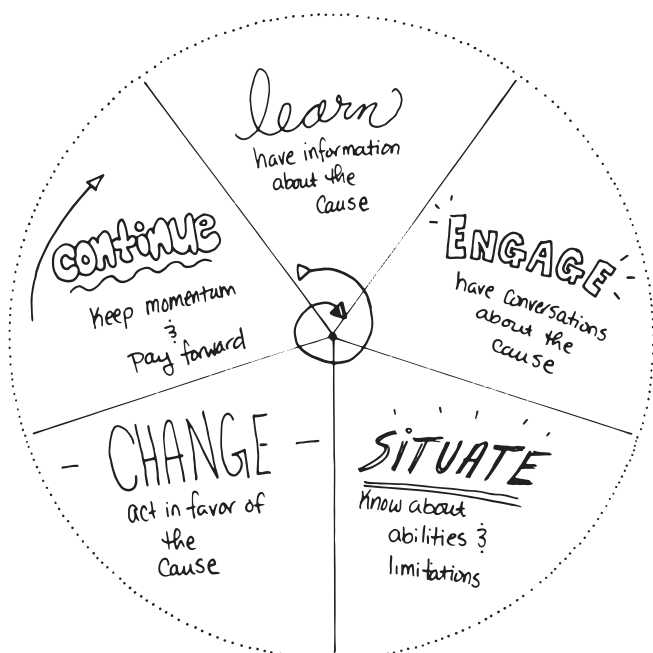 learn
have information
about the
Cause
ENGAGE
have conversations
about the
cause
SiTUATE
Know about
abilities &
limitations
CHANGE
act in favor of
the
Cause
continue
Keep momentum
&
pay forward